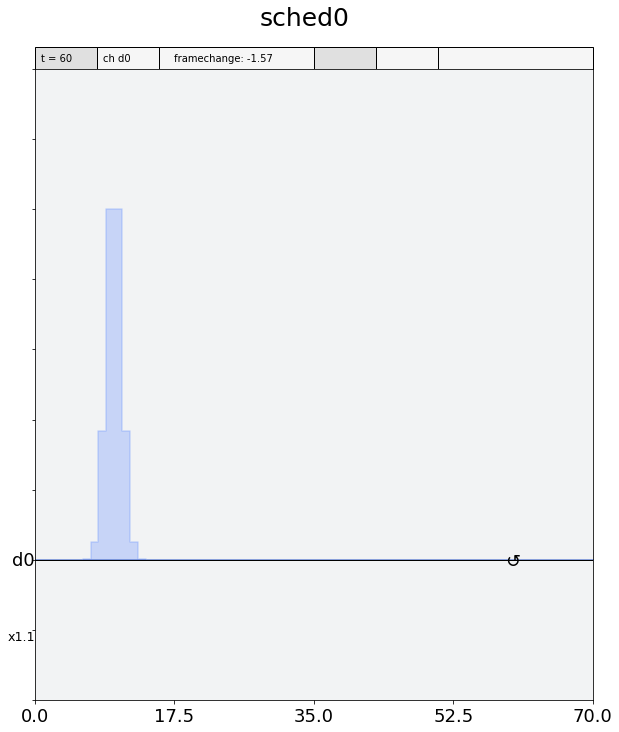 sched0
t = 60 ch d0 framechange: -1.57
d0 ↺
x1.1
0.0 17.5 35.0 52.5 70.0